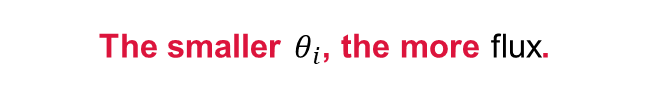 The smaller θᵢ, the more flux.